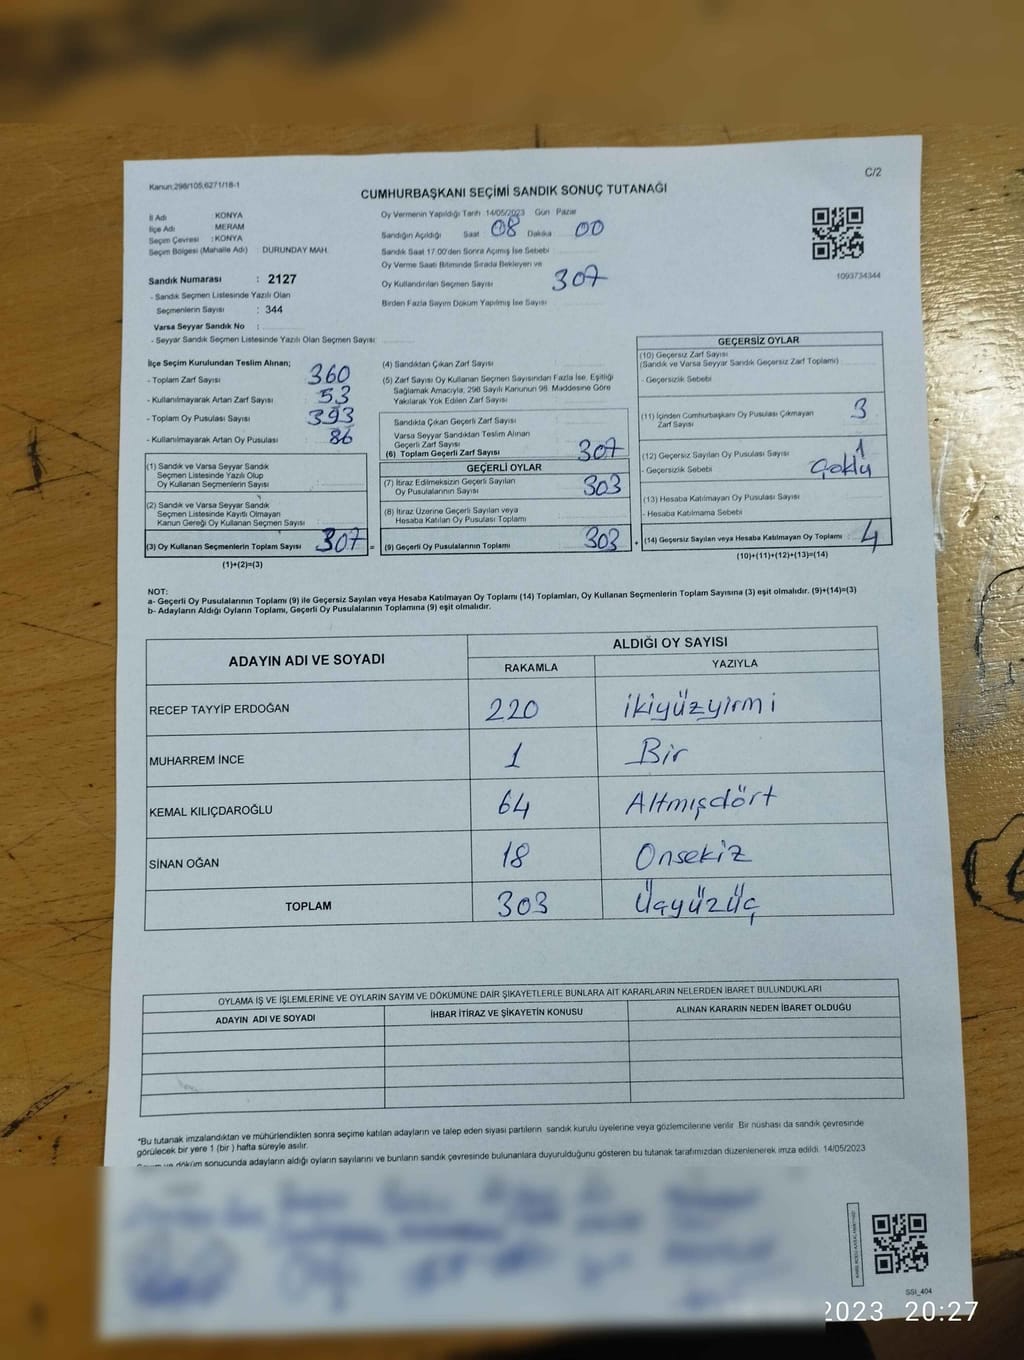 Kanun:298/105,6271/18-1
C/2
CUMHURBAŞKANI SEÇİMİ SANDIK SONUÇ TUTANAĞI
İl Adı : KONYA
İlçe Adı : MERAM
Seçim Çevresi : KONYA
Seçim Bölgesi (Mahalle Adı) : DURUNDAY MAH.
Oy Vermenin Yapıldığı Tarih 14/05/2023 Gün Pazar
Sandığın Açıldığı Saat 08 Dakika 00
Sandık Saat 17:00'den Sonra Açılmış İse Sebebi
Oy Verme Saati Bitiminde Sırada Bekleyen ve
Oy Kullandırılan Seçmen Sayısı 307
Birden Fazla Sayım Döküm Yapılmış İse Sayısı
1093734344
Sandık Numarası : 2127
- Sandık Seçmen Listesinde Yazılı Olan
Seçmenlerin Sayısı : 344
Varsa Seyyar Sandık No :
- Seyyar Sandık Seçmen Listesinde Yazılı Olan Seçmen Sayısı:
İlçe Seçim Kurulundan Teslim Alınan;
- Toplam Zarf Sayısı 360
- Kullanılmayarak Artan Zarf Sayısı 53
- Toplam Oy Pusulası Sayısı 393
- Kullanılmayarak Artan Oy Pusulası 86
(1) Sandık ve Varsa Seyyar Sandık
Seçmen Listesinde Yazılı Olup
Oy Kullanan Seçmenlerin Sayısı
(2) Sandık ve Varsa Seyyar Sandık
Seçmen Listesinde Kayıtlı Olmayan
Kanun Gereği Oy Kullanan Seçmen Sayısı
(3) Oy Kullanan Seçmenlerin Toplam Sayısı 307 =
(1)+(2)=(3)
(4) Sandıktan Çıkan Zarf Sayısı
(5) Zarf Sayısı Oy Kullanan Seçmen Sayısından Fazla İse, Eşitliği
Sağlamak Amacıyla, 298 Sayılı Kanunun 98. Maddesine Göre
Yakılarak Yok Edilen Zarf Sayısı
Sandıkta Çıkan Geçerli Zarf Sayısı
Varsa Seyyar Sandıktan Teslim Alınan
Geçerli Zarf Sayısı
(6) Toplam Geçerli Zarf Sayısı 307
GEÇERLİ OYLAR
(7) İtiraz Edilmeksizin Geçerli Sayılan
Oy Pusulalarının Sayısı 303
(8) İtiraz Üzerine Geçerli Sayılan veya
Hesaba Katılan Oy Pusulası Toplamı
(9) Geçerli Oy Pusulalarının Toplamı 303 +
GEÇERSİZ OYLAR
(10) Geçersiz Zarf Sayısı
(Sandık ve Varsa Seyyar Sandık Geçersiz Zarf Toplamı)
- Geçersizlik Sebebi
(11) İçinden Cumhurbaşkanı Oy Pusulası Çıkmayan
Zarf Sayısı 3
(12) Geçersiz Sayılan Oy Pusulası Sayısı 1
- Geçersizlik Sebebi Çoklu
(13) Hesaba Katılmayan Oy Pusulası Sayısı
- Hesaba Katılmama Sebebi
(14) Geçersiz Sayılan veya Hesaba Katılmayan Oy Toplamı 4
(10)+(11)+(12)+(13)=(14)
NOT:
a- Geçerli Oy Pusulalarının Toplamı (9) ile Geçersiz Sayılan veya Hesaba Katılmayan Oy Toplamı (14) Toplamları, Oy Kullanan Seçmenlerin Toplam Sayısına (3) eşit olmalıdır. (9)+(14)=(3)
b- Adayların Aldığı Oyların Toplamı, Geçerli Oy Pusulalarının Toplamına (9) eşit olmalıdır.
ADAYIN ADI VE SOYADI
ALDIĞI OY SAYISI
RAKAMLA YAZIYLA
RECEP TAYYİP ERDOĞAN 220 ikiyüzyirmi
MUHARREM İNCE 1 Bir
KEMAL KILIÇDAROĞLU 64 Altmışdört
SİNAN OĞAN 18 Onsekiz
TOPLAM 303 Üçyüzüç
OYLAMA İŞ VE İŞLEMLERİNE VE OYLARIN SAYIM VE DÖKÜMÜNE DAİR ŞİKAYETLERLE BUNLARA AİT KARARLARIN NELERDEN İBARET BULUNDUKLARI
ADAYIN ADI VE SOYADI İHBAR İTİRAZ VE ŞİKAYETİN KONUSU ALINAN KARARIN NEDEN İBARET OLDUĞU
*Bu tutanak imzalandıktan ve mühürlendikten sonra seçime katılan adayların ve talep eden siyasi partilerin sandık kurulu üyelerine veya gözlemcilerine verilir. Bir nüshası da sandık çevresinde
görülecek bir yere 1 (bir) hafta süreyle asılır.
ve döküm sonucunda adayların aldığı oyların sayılarını ve bunların sandık çevresinde bulunanlara duyurulduğunu gösteren bu tutanak tarafımızdan düzenlenerek imza edildi. 14/05/2023
SSI_404
2023 20:27